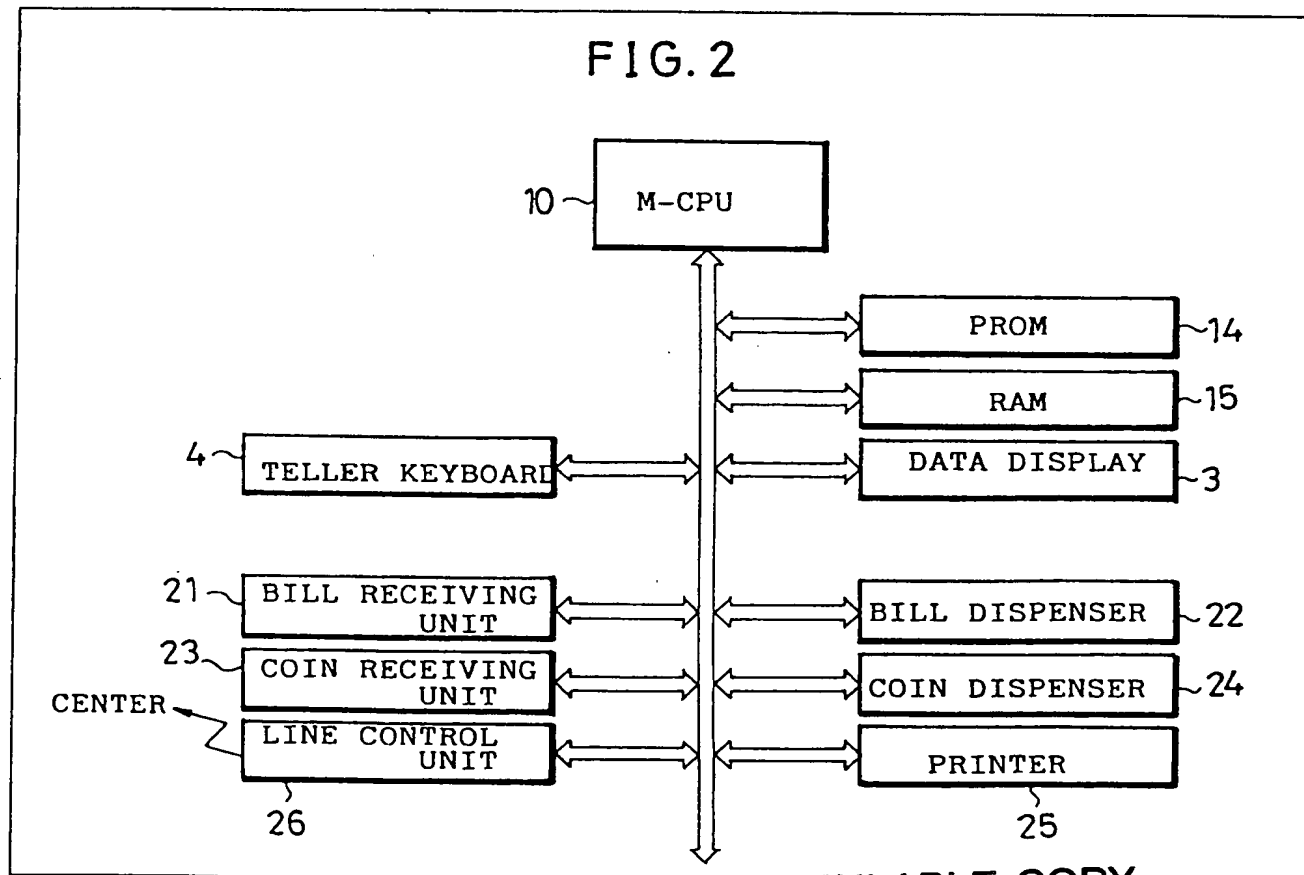 FIG. 2
10
M-CPU
PROM
14
RAM
15
4
TELLER KEYBOARD
DATA DISPLAY
3
21
BILL RECEIVING
UNIT
BILL DISPENSER
22
23
COIN RECEIVING
UNIT
COIN DISPENSER
24
CENTER
LINE CONTROL
UNIT
PRINTER
26
25
COPY